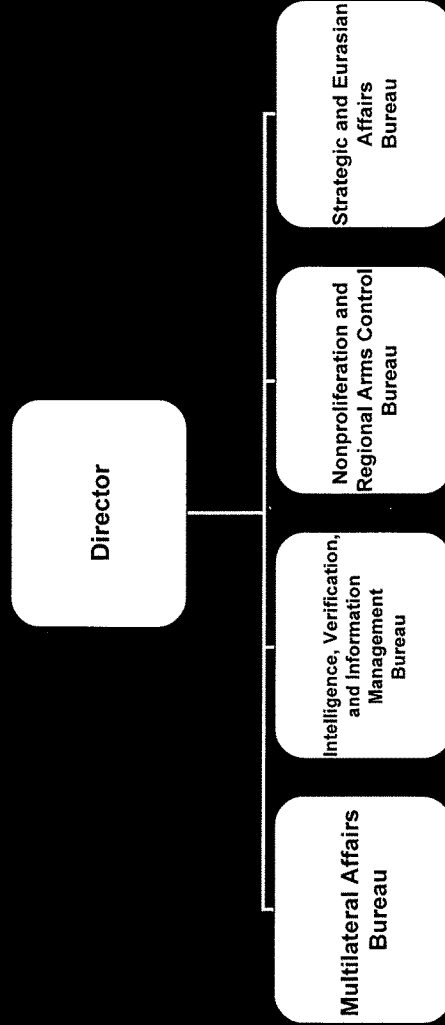 Director
Multilateral Affairs
Bureau
Intelligence, Verification,
and Information
Management
Bureau
Nonproliferation and
Regional Arms Control
Bureau
Strategic and Eurasian
Affairs
Bureau